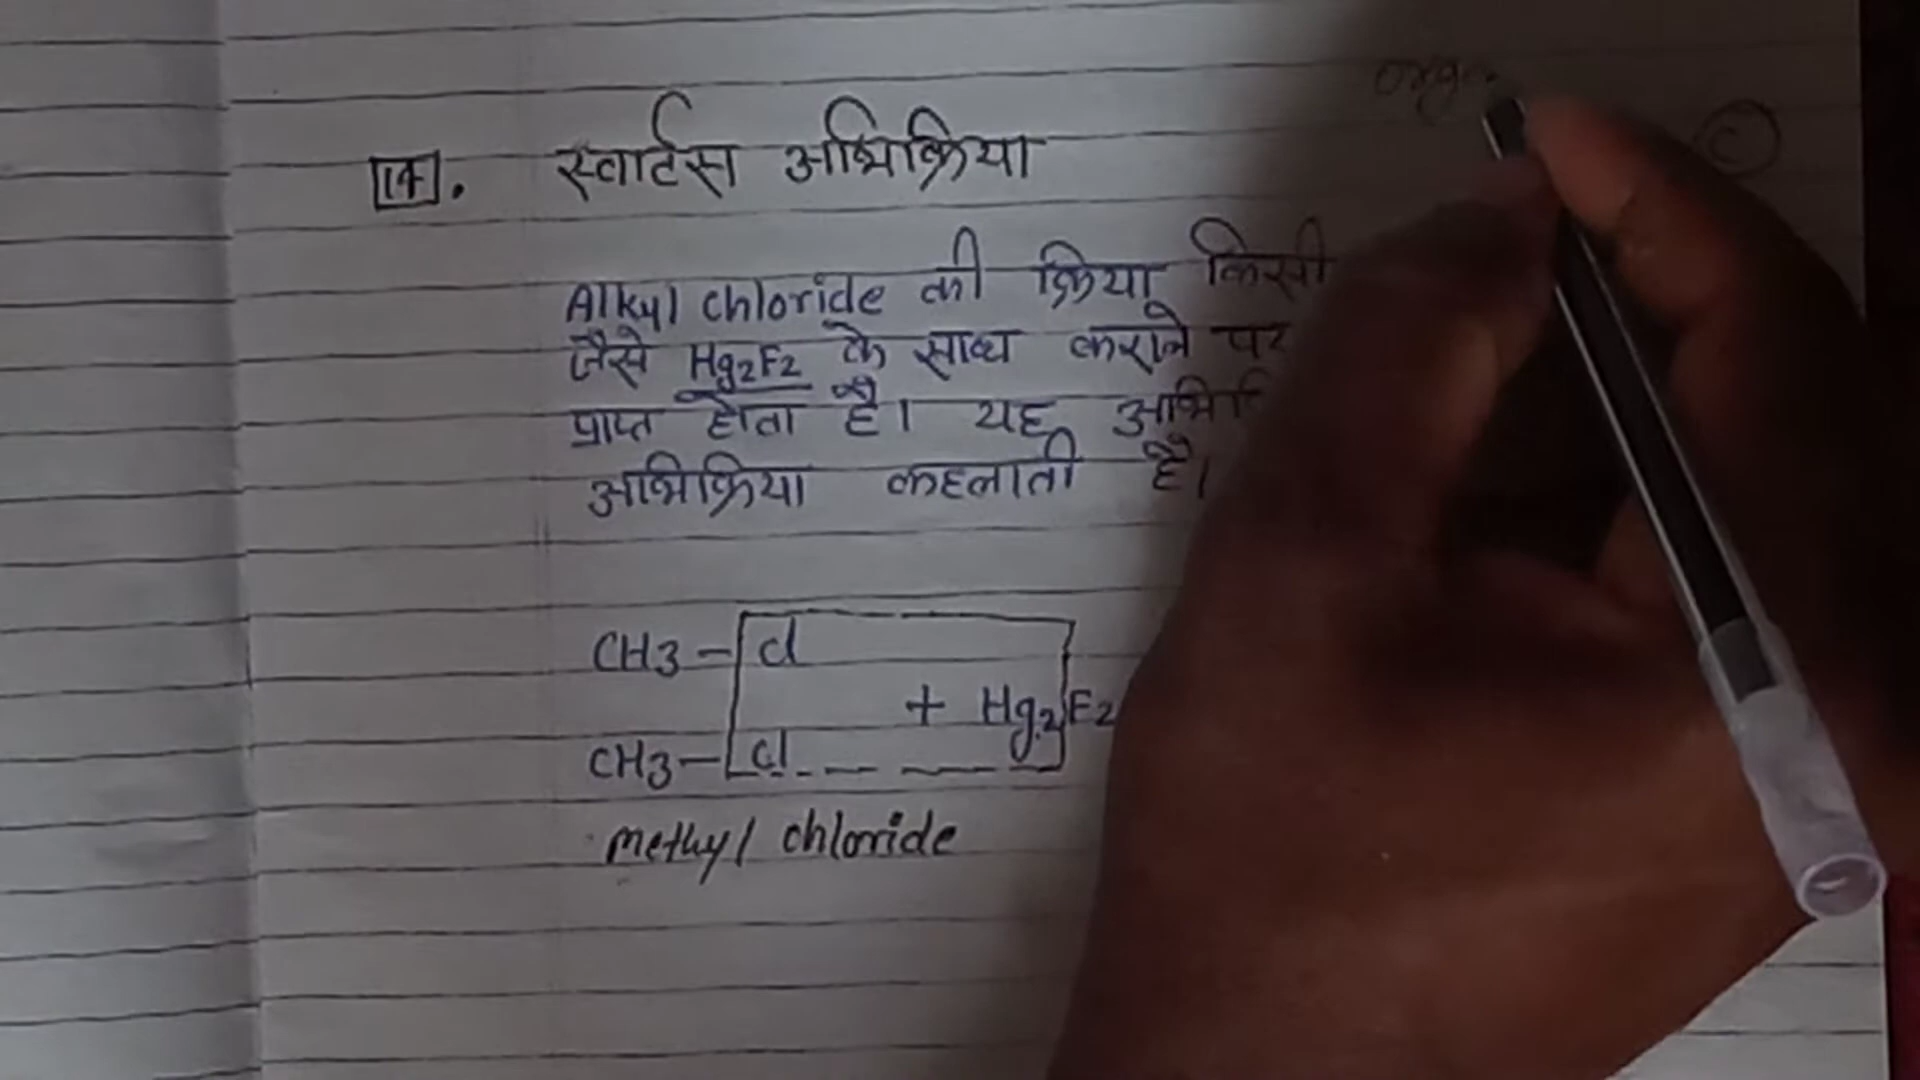 14. स्वार्टस अभिक्रिया
Alkyl chloride की क्रिया किसी
जैसे Hg2F2 के साथ कराने पर
प्राप्त होता है। यह
अभिक्रिया कहलाती है।
CH3-Cl
+ Hg2F2
CH3-Cl
methyl chloride
C